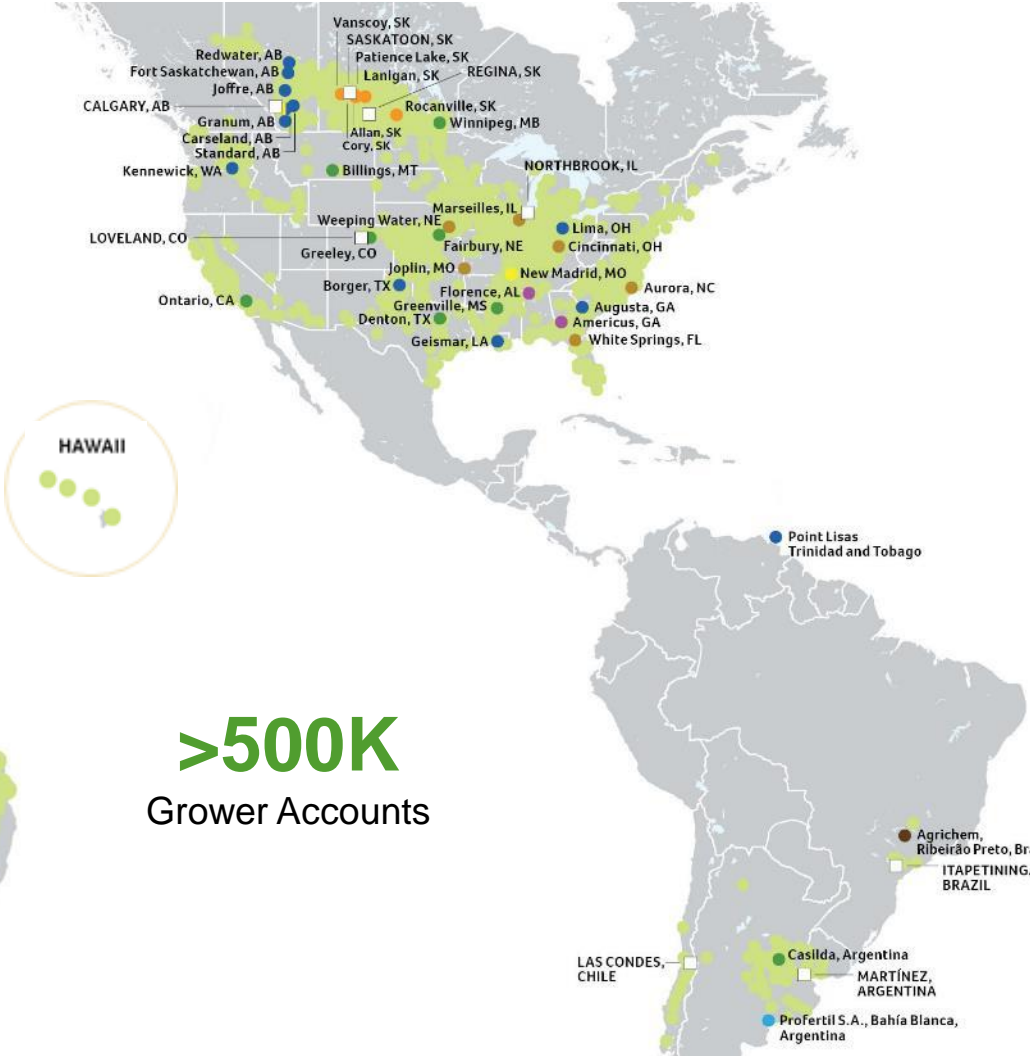 Vanscoy, SK
SASKATOON, SK
Patience Lake, SK
Lanigan, SK
REGINA, SK
Redwater, AB
Fort Saskatchewan, AB
Joffre, AB
CALGARY, AB
Granum, AB
Carseland, AB
Standard, AB
Kennewick, WA
Rocanville, SK
Winnipeg, MB
Allan, SK
Cory, SK
Billings, MT
NORTHBROOK, IL
Marseilles, IL
Weeping Water, NE
Lima, OH
LOVELAND, CO
Greeley, CO
Fairbury, NE
Cincinnati, OH
Joplin, MO
New Madrid, MO
Borger, TX
Florence, AL
Aurora, NC
Ontario, CA
Greenville, MS
Augusta, GA
Denton, TX
Americus, GA
Geismar, LA
White Springs, FL
HAWAII
Point Lisas
Trinidad and Tobago
>500K
Grower Accounts
Agrichem,
Ribeirão Preto, Bra
ITAPETINING
BRAZIL
LAS CONDES,
CHILE
Casilda, Argentina
MARTÍNEZ,
ARGENTINA
Profertil S.A., Bahía Blanca,
Argentina